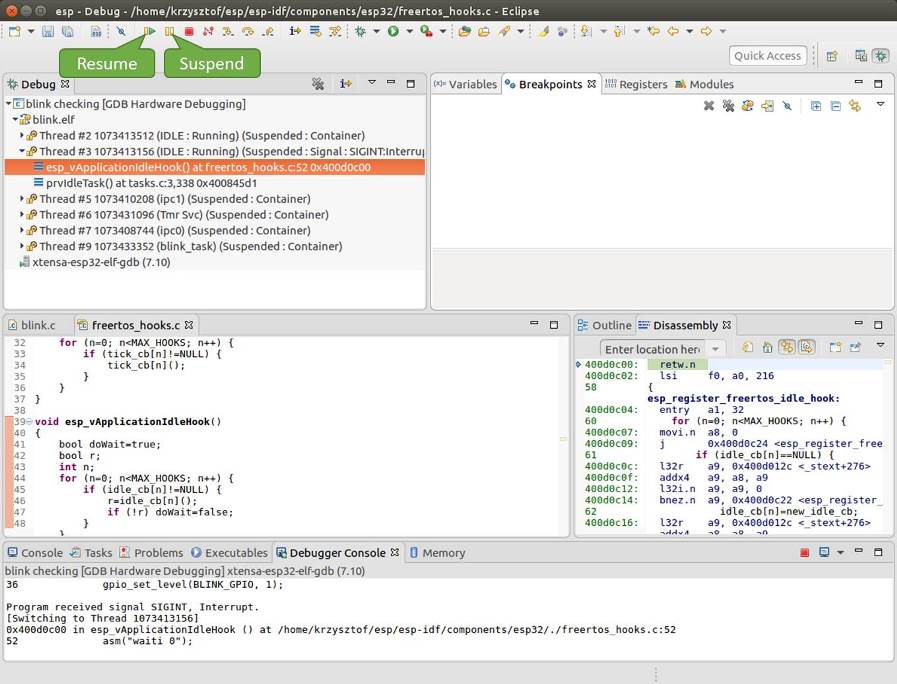 esp - Debug - /home/krzysztof/esp/esp-idf/components/esp32/freertos_hooks.c - Eclipse
Resume
Suspend
Quick Access
Debug
blink checking [GDB Hardware Debugging]
blink.elf
Thread #2 1073413512 (IDLE : Running) (Suspended : Container)
Thread #3 1073413156 (IDLE : Running) (Suspended : Signal : SIGINT:Interru
esp_vApplicationIdleHook() at freertos_hooks.c:52 0x400d0c00
prvIdleTask() at tasks.c:3,338 0x400845d1
Thread #5 1073410208 (ipc1) (Suspended : Container)
Thread #6 1073431096 (Tmr Svc) (Suspended : Container)
Thread #7 1073408744 (ipc0) (Suspended : Container)
Thread #9 1073433352 (blink_task) (Suspended : Container)
xtensa-esp32-elf-gdb (7.10)
(x)= Variables
Breakpoints
Registers
Modules
blink.c
freertos_hooks.c
32 for (n=0; n<MAX_HOOKS; n++) {
33 if (tick_cb[n]!=NULL) {
34 tick_cb[n]();
35 }
36 }
37 }
38
39 void esp_vApplicationIdleHook()
40 {
41 bool doWait=true;
42 bool r;
43 int n;
44 for (n=0; n<MAX_HOOKS; n++) {
45 if (idle_cb[n]!=NULL) {
46 r=idle_cb[n]();
47 if (!r) doWait=false;
48 }
}
Outline
Disassembly
Enter location her
400d0c00: retw.n
400d0c02: lsi f0, a0, 216
58 {
esp_register_freertos_idle_hook:
400d0c04: entry a1, 32
60 for (n=0; n<MAX_HOOKS; n++) {
400d0c07: movi.n a8, 0
400d0c09: j 0x400d0c24 <esp_register_free
61 if (idle_cb[n]==NULL) {
400d0c0c: l32r a9, 0x400d012c <_stext+276>
400d0c0f: addx4 a9, a8, a9
400d0c12: l32i.n a9, a9, 0
400d0c14: bnez.n a9, 0x400d0c22 <esp_register_
62 idle_cb[n]=new_idle_cb;
400d0c16: l32r a9, 0x400d012c <_stext+276>
addx4 a8, a8, a9
Console
Tasks
Problems
Executables
Debugger Console
Memory
blink checking [GDB Hardware Debugging] xtensa-esp32-elf-gdb (7.10)
36 gpio_set_level(BLINK_GPIO, 1);
Program received signal SIGINT, Interrupt.
[Switching to Thread 1073413156]
0x400d0c00 in esp_vApplicationIdleHook () at /home/krzysztof/esp/esp-idf/components/esp32/./freertos_hooks.c:52
52 asm("waiti 0");